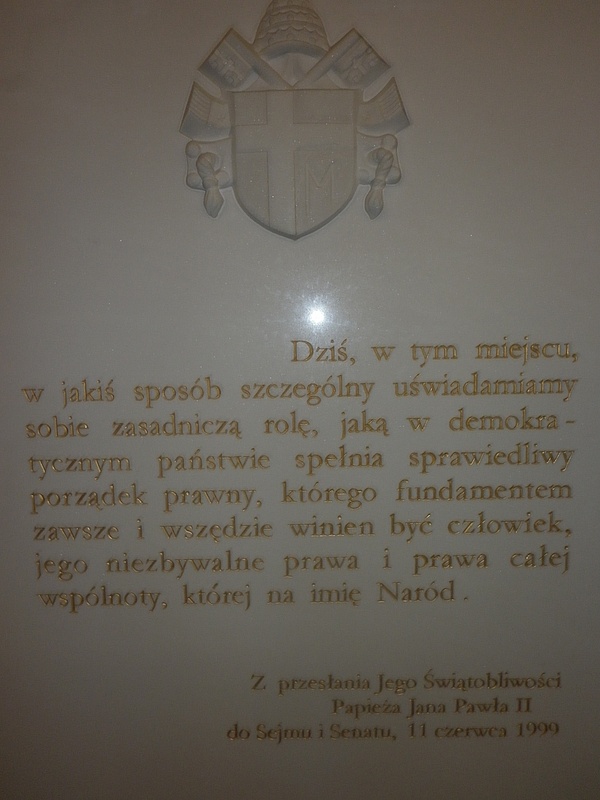 M
Dziś, w tym miejscu,
w jakiś sposób szczególny uświadamiamy
sobie zasadniczą rolę, jaką w demokra-
tycznym państwie spełnia sprawiedliwy
porządek prawny, którego fundamentem
zawsze i wszędzie winien być człowiek,
jego niezbywalne prawa i prawa całej
wspólnoty, której na imię Naród.
Z przesłania Jego Świątobliwości
Papieża Jana Pawła II
do Sejmu i Senatu, 11 czerwca 1999